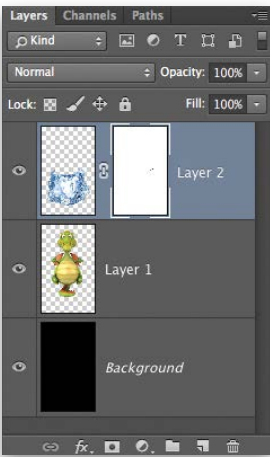 Layers Channels Paths
Kind
Normal Opacity: 100%
Lock: Fill: 100%
Layer 2
Layer 1
Background
fx.